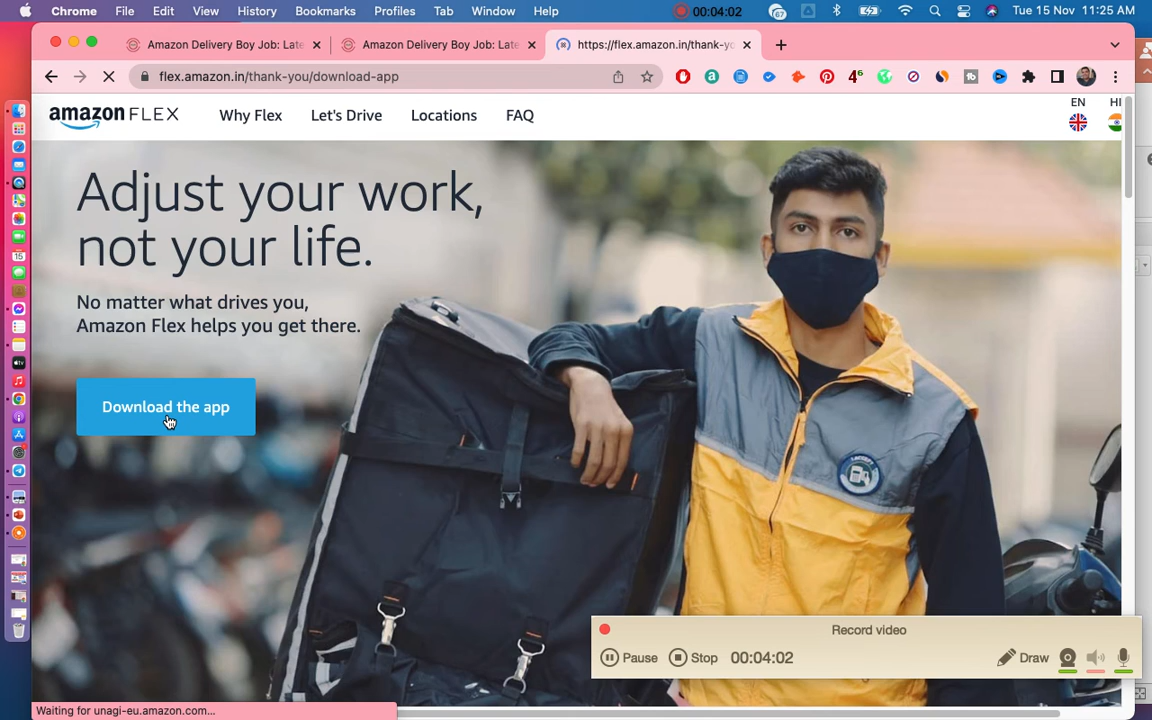 Chrome File Edit View History Bookmarks Profiles Tab Window Help 00:04:02 67 Tue 15 Nov 11:25 AM
Amazon Delivery Boy Job: Late Amazon Delivery Boy Job: Late https://flex.amazon.in/thank-yo
flex.amazon.in/thank-you/download-app
amazon FLEX Why Flex Let's Drive Locations FAQ EN HI
Adjust your work,
not your life.
No matter what drives you,
Amazon Flex helps you get there.
Download the app
Record video
Pause Stop 00:04:02 Draw
Waiting for unagi-eu.amazon.com...